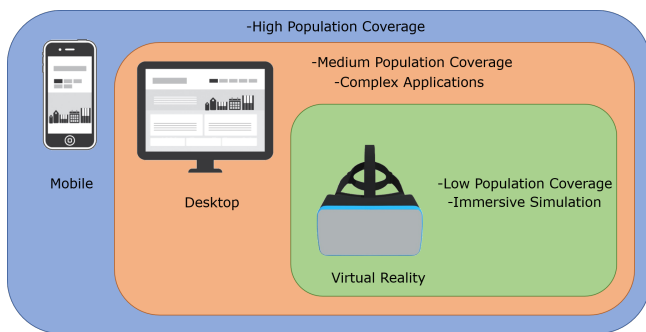 -High Population Coverage
-Medium Population Coverage
-Complex Applications
Mobile
Desktop
-Low Population Coverage
-Immersive Simulation
Virtual Reality